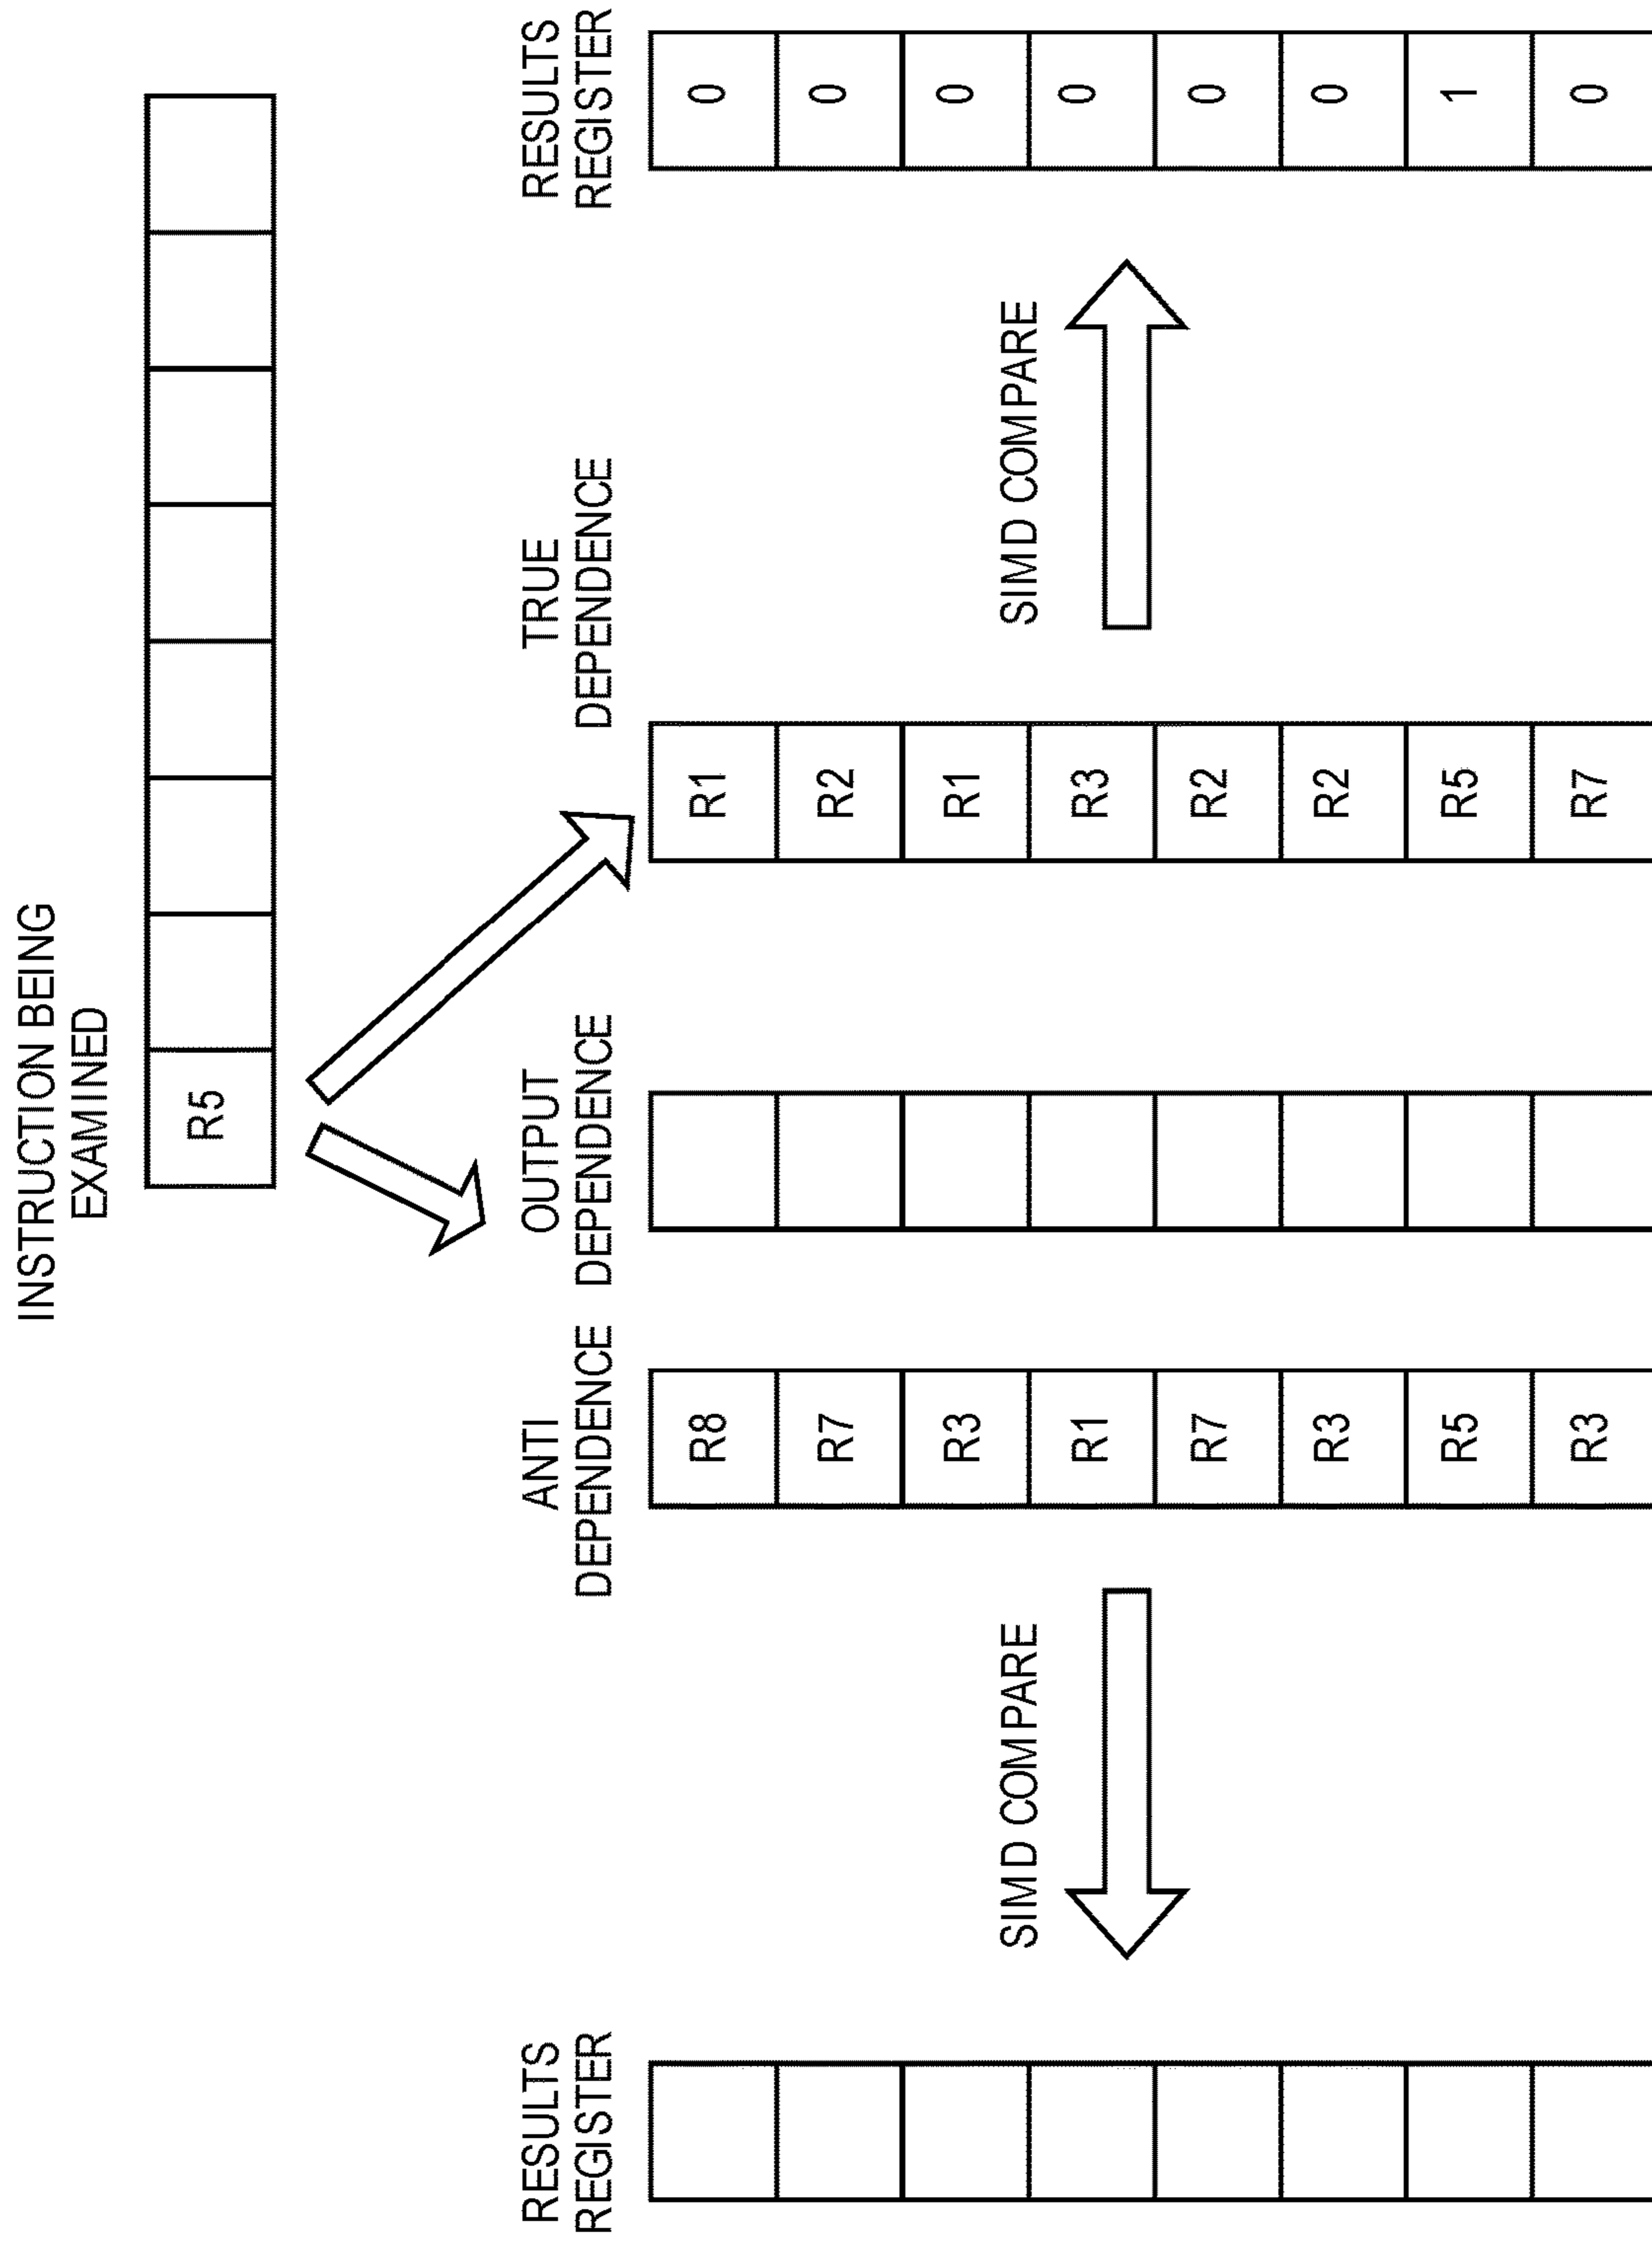 INSTRUCTION BEING
EXAMINED
R5
RESULTS
REGISTER
SIMD COMPARE
ANTI
DEPENDENCE
R8
R7
R3
R1
R7
R3
R5
R3
OUTPUT
DEPENDENCE
TRUE
DEPENDENCE
R1
R2
R1
R3
R2
R2
R5
R7
SIMD COMPARE
RESULTS
REGISTER
0
0
0
0
0
0
1
0